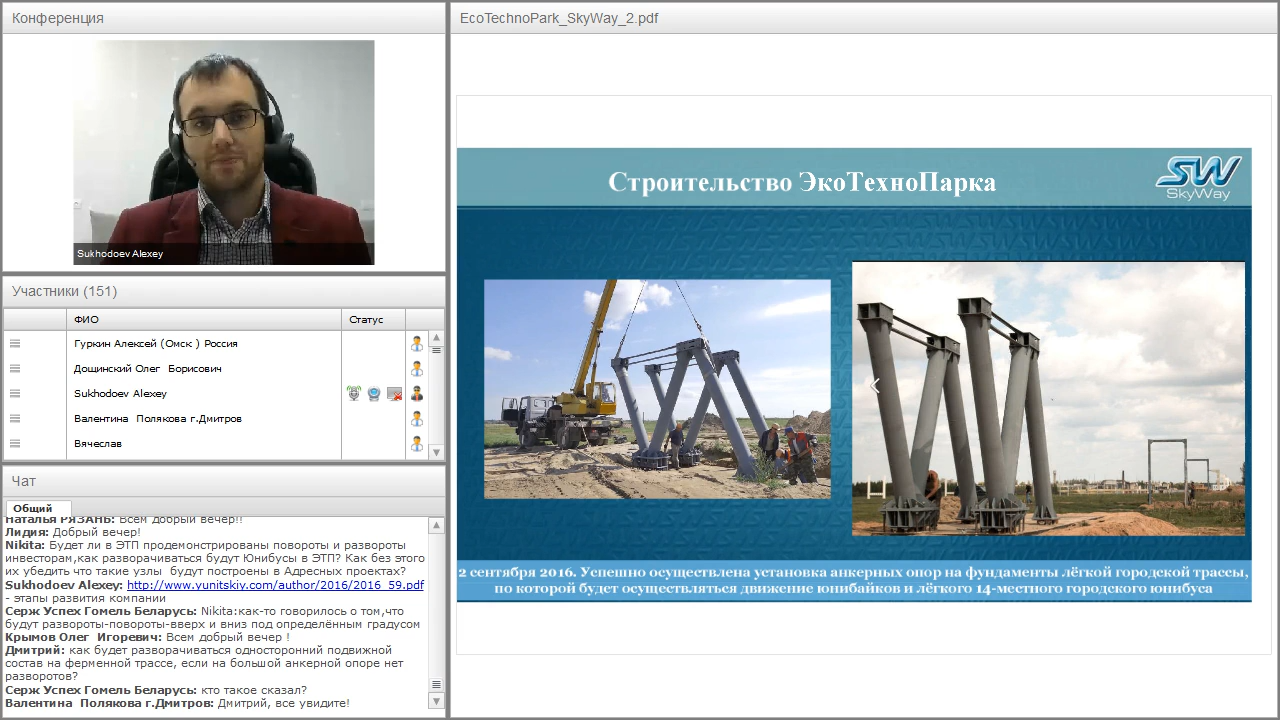 Конференция
Sukhodoev Alexey
Участники (151)
ФИО Статус
Гуркин Алексей (Омск ) Россия
Дощинский Олег Борисович
Sukhodoev Alexey
Валентина Полякова г.Дмитров
Вячеслав
Чат
Общий
Наталья РЯЗАНЬ: Всем добрый вечер!!
Лидия: Добрый вечер!
Nikita: Будет ли в ЭТП продемонстрированы повороты и развороты
инвесторам,как разворачиваться будут Юнибусы в ЭТП? Как без этого
их убедить что такие узлы будут построены в Адресных проектах?
Sukhodoev Alexey: http://www.yunitskiy.com/author/2016/2016_59.pdf
- этапы развития компании
Серж Успех Гомель Беларусь: Nikita:как-то говорилось о том,что
будут развороты-повороты-вверх и вниз под определённым градусом
Крымов Олег Игоревич: Всем добрый вечер !
Дмитрий: как будет разворачиваться односторонний подвижной
состав на ферменной трассе, если на большой анкерной опоре нет
разворотов?
Серж Успех Гомель Беларусь: кто такое сказал?
Валентина Полякова г.Дмитров: Дмитрий, все увидите!
EcoTechnoPark_SkyWay_2.pdf
Строительство ЭкоТехноПарка
SW
SkyWay
2 сентября 2016. Успешно осуществлена установка анкерных опор на фундаменты лёгкой городской трассы,
по которой будет осуществляться движение юнибайков и лёгкого 14-местного городского юнибуса